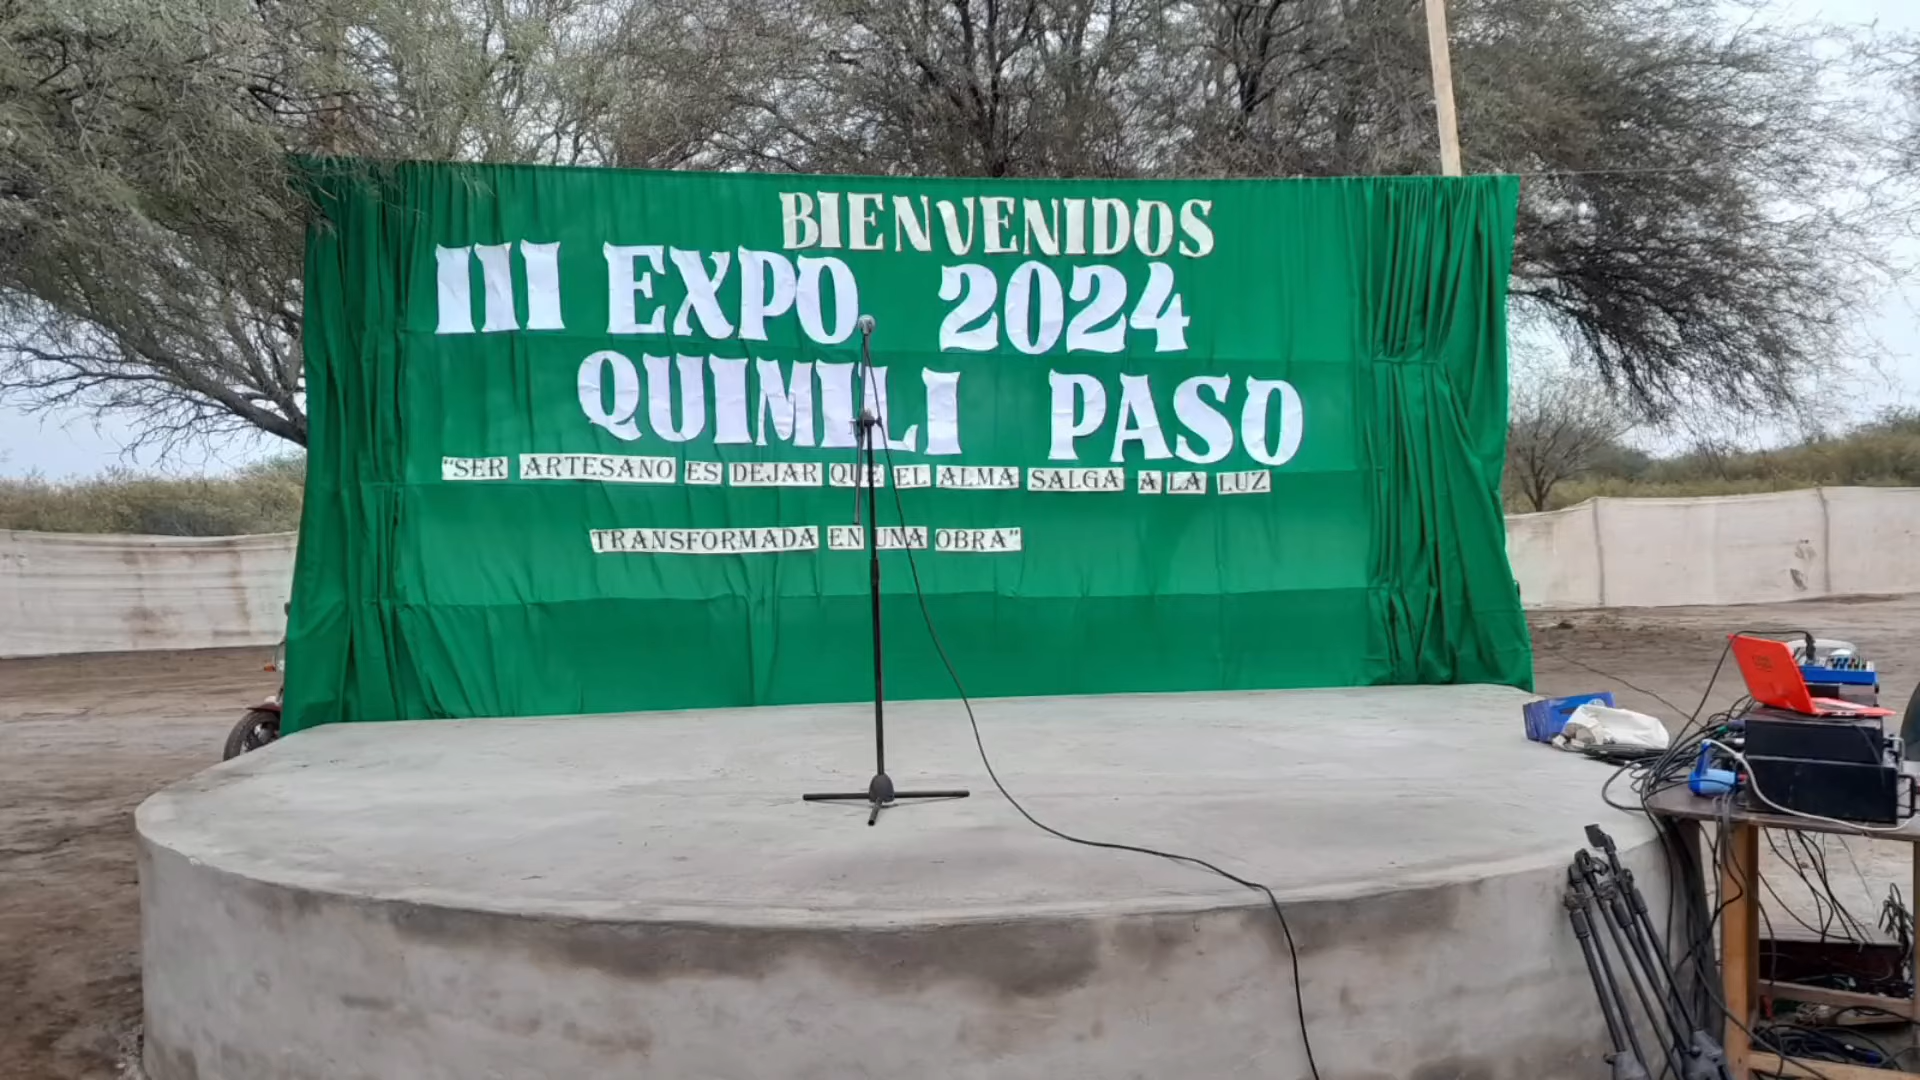 BIENVENIDOS
III EXPO 2024
QUIMILI PASO
"SER ARTESANO ES DEJAR QUE EL ALMA SALGA A LA LUZ
TRANSFORMADA EN UNA OBRA"